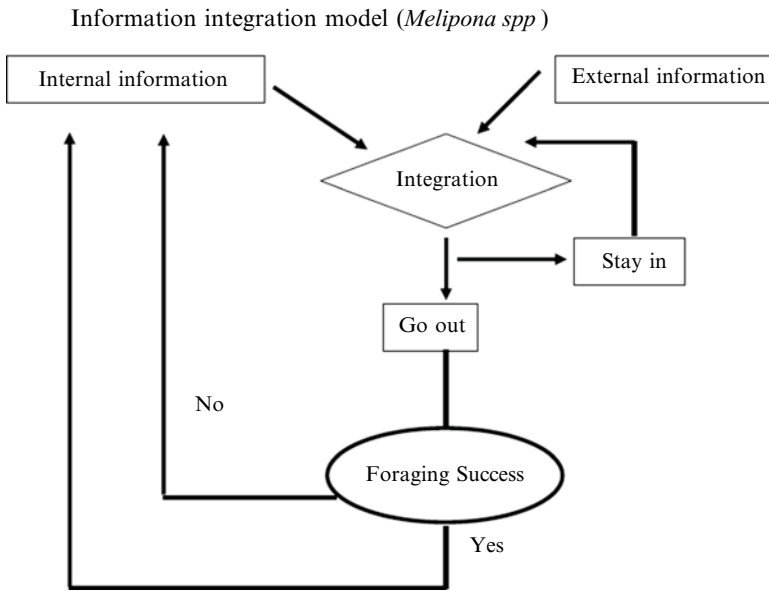 Information integration model (Melipona spp)
Internal information
External information
Integration
Stay in
Go out
No
Foraging Success
Yes